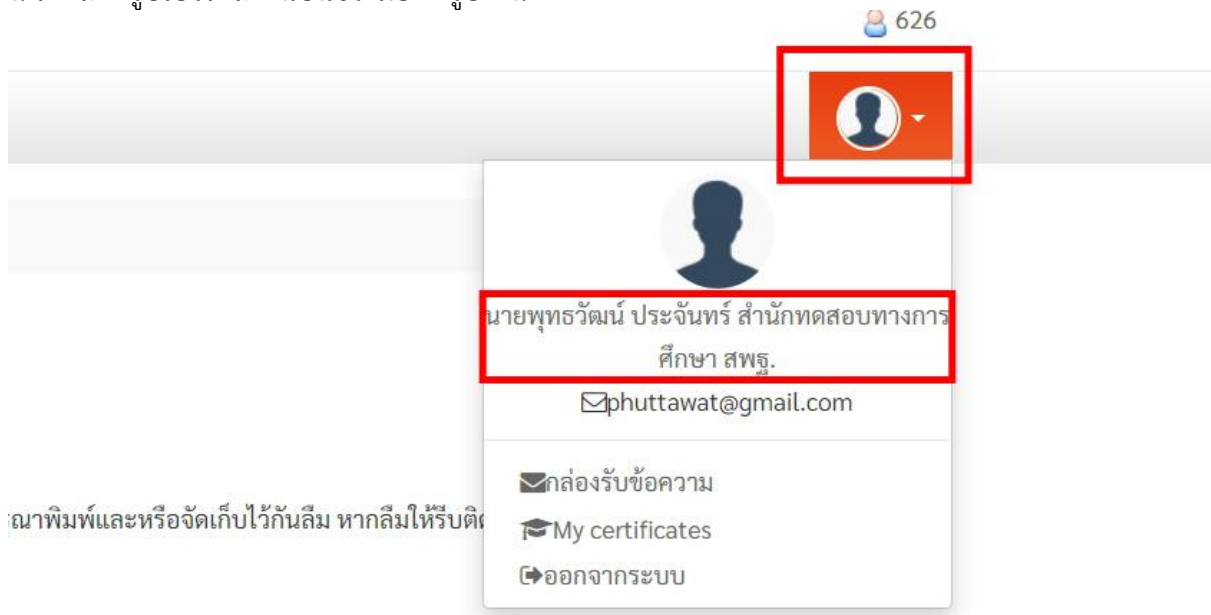 626
นายพุทธวัฒน์ ประจันทร์ สำนักทดสอบทางการ
ศึกษา สพฐ.
phuttawat@gmail.com
กล่องรับข้อความ
ณาพิมพ์และหรือจัดเก็บไว้กันลืม หากลืมให้รีบติด
My certificates
ออกจากระบบ